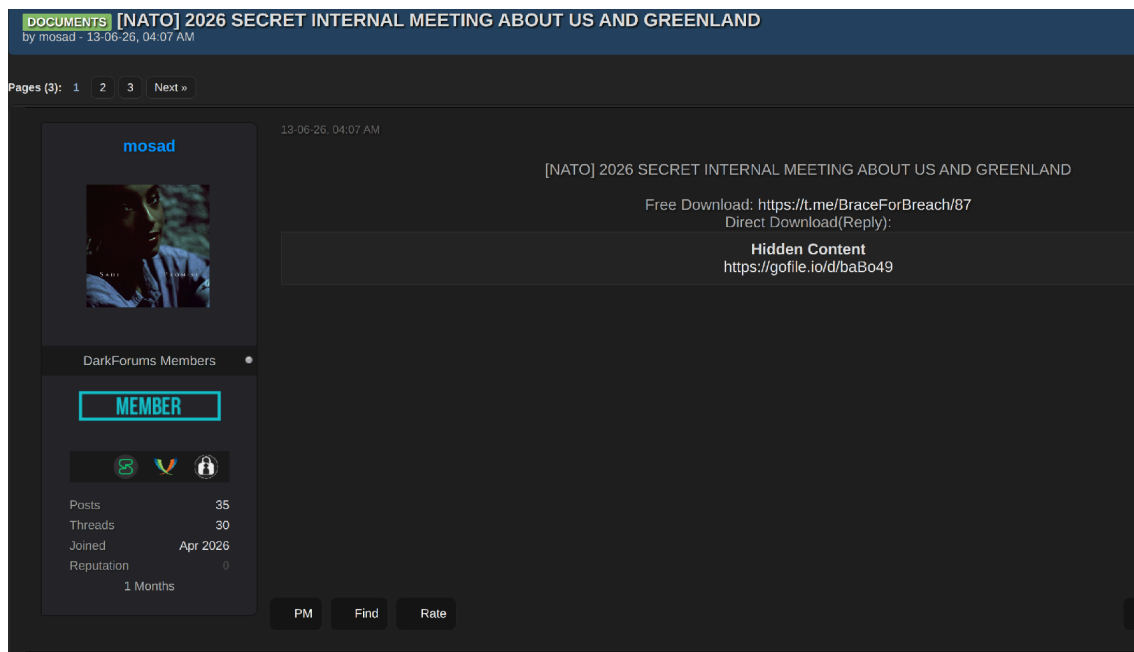 DOCUMENTS [NATO] 2026 SECRET INTERNAL MEETING ABOUT US AND GREENLAND
by mosad - 13-06-26, 04:07 AM
Pages (3): 1 2 3 Next »
mosad
13-06-26, 04:07 AM
[NATO] 2026 SECRET INTERNAL MEETING ABOUT US AND GREENLAND
Free Download: https://t.me/BraceForBreach/87
Direct Download(Reply):
Hidden Content
https://gofile.io/d/baBo49
SAUL
DarkForums Members
MEMBER
Posts 35
Threads 30
Joined Apr 2026
Reputation 0
1 Months
PM Find Rate